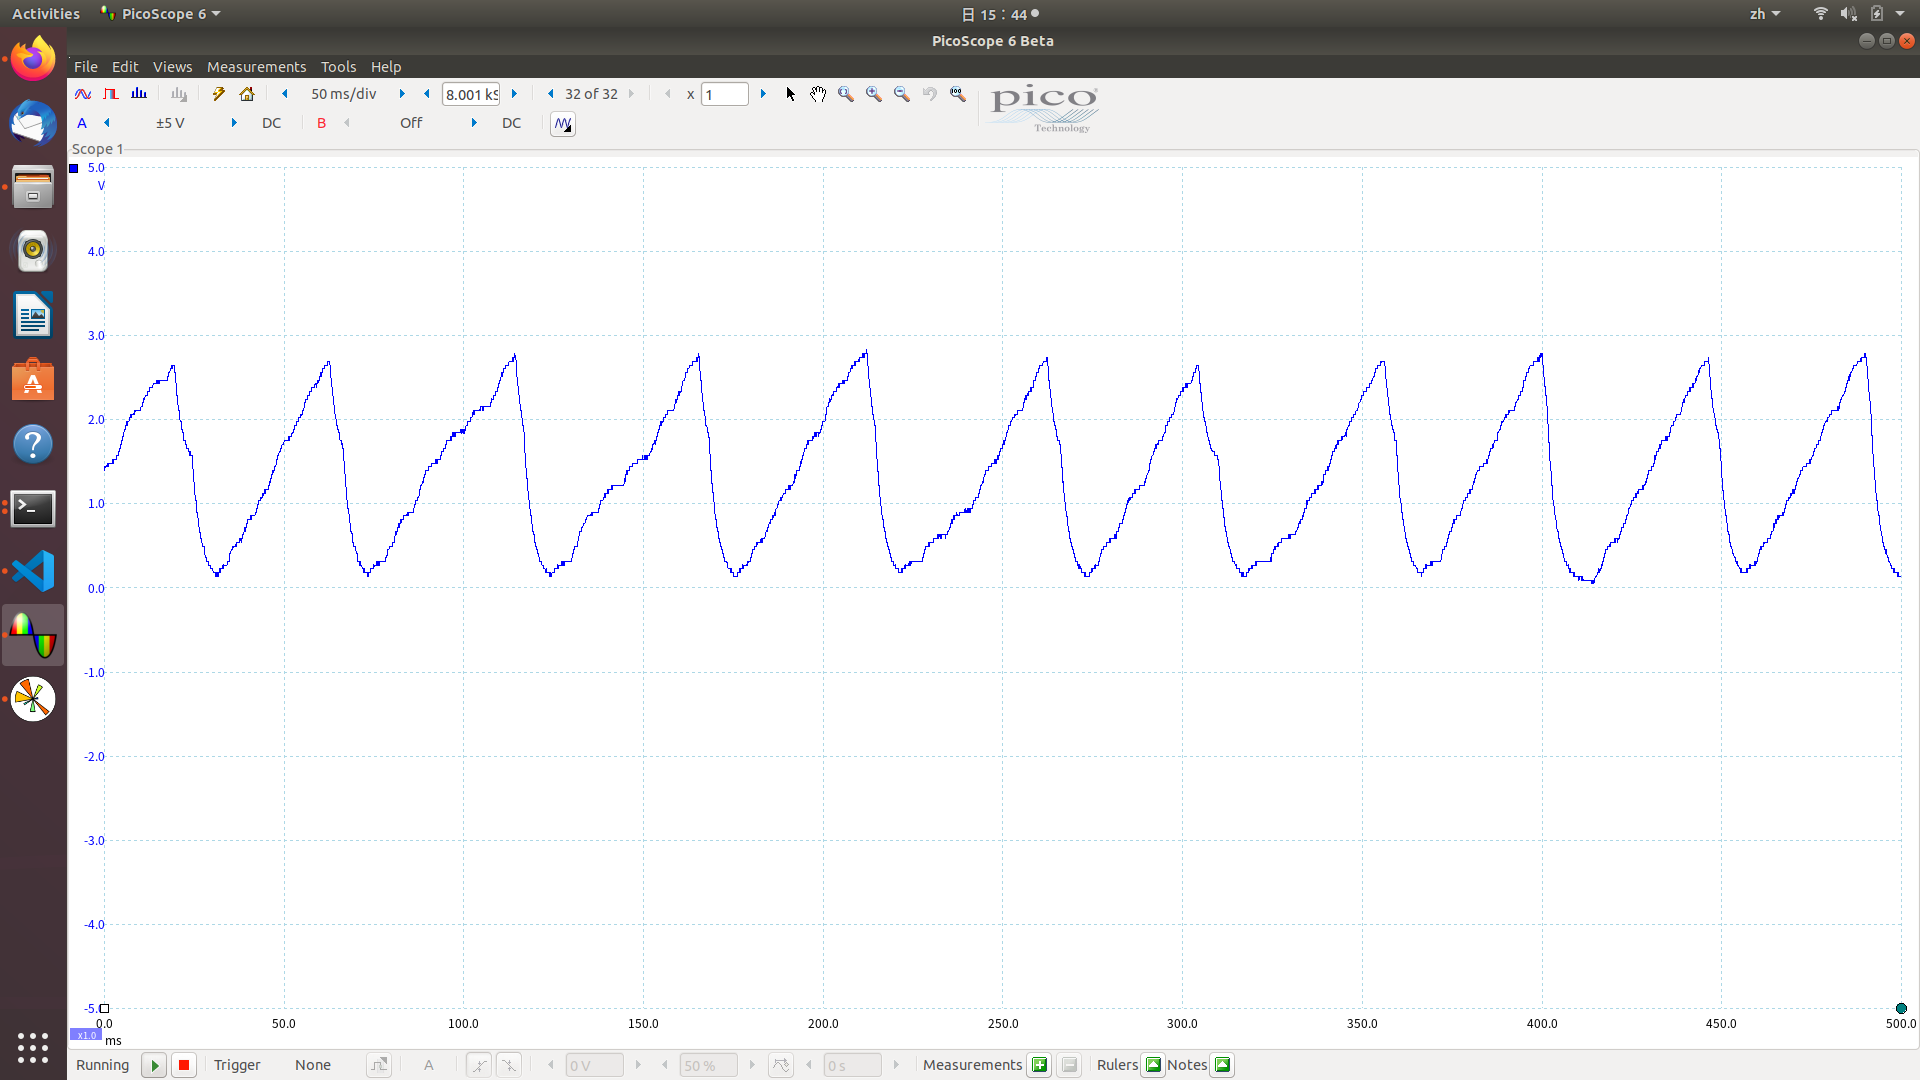 Activities PicoScope 6 日 15：44 zh
PicoScope 6 Beta
File Edit Views Measurements Tools Help
50 ms/div 8.001 kS 32 of 32 x 1
A ±5 V DC B Off DC
pico
Technology
Scope 1
5.0
V
4.0
3.0
2.0
1.0
0.0
-1.0
-2.0
-3.0
-4.0
-5.0
0.0 50.0 100.0 150.0 200.0 250.0 300.0 350.0 400.0 450.0 500.0
x1.0 ms
Running Trigger None A 0 V 50 % 0 s Measurements Rulers Notes